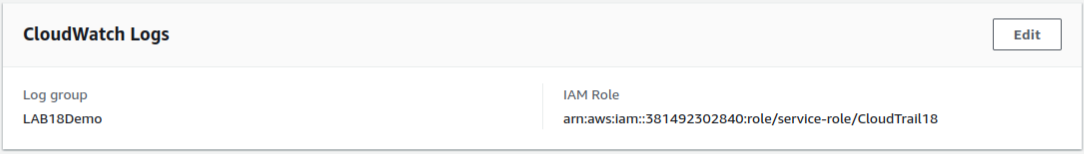 CloudWatch Logs
Edit
Log group
LAB18Demo
IAM Role
arn:aws:iam::381492302840:role/service-role/CloudTrail18